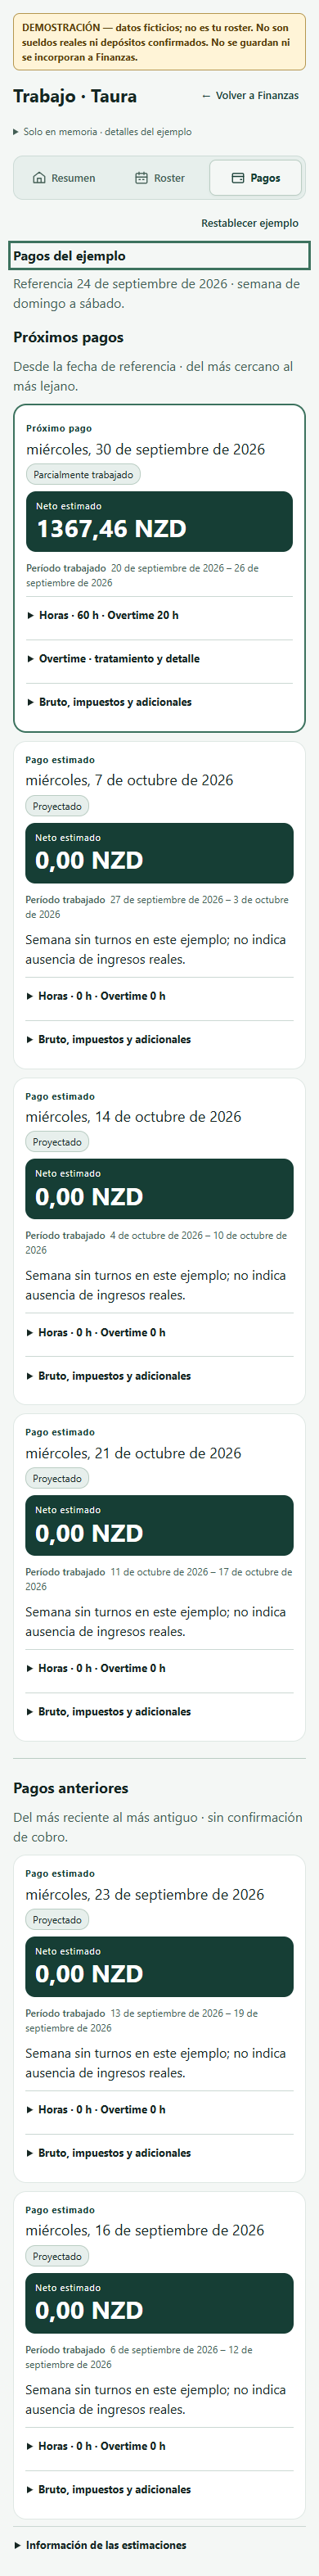 DEMOSTRACIÓN — datos ficticios; no es tu roster. No son
sueldos reales ni depósitos confirmados. No se guardan ni
se incorporan a Finanzas.
Trabajo · Taura
← Volver a Finanzas
▶ Solo en memoria · detalles del ejemplo
Resumen
Roster
Pagos
Restablecer ejemplo
Pagos del ejemplo
Referencia 24 de septiembre de 2026 · semana de
domingo a sábado.
Próximos pagos
Desde la fecha de referencia · del más cercano al
más lejano.
Próximo pago
miércoles, 30 de septiembre de 2026
Parcialmente trabajado
Neto estimado
1367,46 NZD
Período trabajado 20 de septiembre de 2026 – 26 de
septiembre de 2026
▶ Horas · 60 h · Overtime 20 h
▶ Overtime · tratamiento y detalle
▶ Bruto, impuestos y adicionales
Pago estimado
miércoles, 7 de octubre de 2026
Proyectado
Neto estimado
0,00 NZD
Período trabajado 27 de septiembre de 2026 – 3 de octubre
de 2026
Semana sin turnos en este ejemplo; no indica
ausencia de ingresos reales.
▶ Horas · 0 h · Overtime 0 h
▶ Bruto, impuestos y adicionales
Pago estimado
miércoles, 14 de octubre de 2026
Proyectado
Neto estimado
0,00 NZD
Período trabajado 4 de octubre de 2026 – 10 de octubre de
2026
Semana sin turnos en este ejemplo; no indica
ausencia de ingresos reales.
▶ Horas · 0 h · Overtime 0 h
▶ Bruto, impuestos y adicionales
Pago estimado
miércoles, 21 de octubre de 2026
Proyectado
Neto estimado
0,00 NZD
Período trabajado 11 de octubre de 2026 – 17 de octubre de
2026
Semana sin turnos en este ejemplo; no indica
ausencia de ingresos reales.
▶ Horas · 0 h · Overtime 0 h
▶ Bruto, impuestos y adicionales
Pagos anteriores
Del más reciente al más antiguo · sin confirmación
de cobro.
Pago estimado
miércoles, 23 de septiembre de 2026
Proyectado
Neto estimado
0,00 NZD
Período trabajado 13 de septiembre de 2026 – 19 de
septiembre de 2026
Semana sin turnos en este ejemplo; no indica
ausencia de ingresos reales.
▶ Horas · 0 h · Overtime 0 h
▶ Bruto, impuestos y adicionales
Pago estimado
miércoles, 16 de septiembre de 2026
Proyectado
Neto estimado
0,00 NZD
Período trabajado 6 de septiembre de 2026 – 12 de
septiembre de 2026
Semana sin turnos en este ejemplo; no indica
ausencia de ingresos reales.
▶ Horas · 0 h · Overtime 0 h
▶ Bruto, impuestos y adicionales
▶ Información de las estimaciones